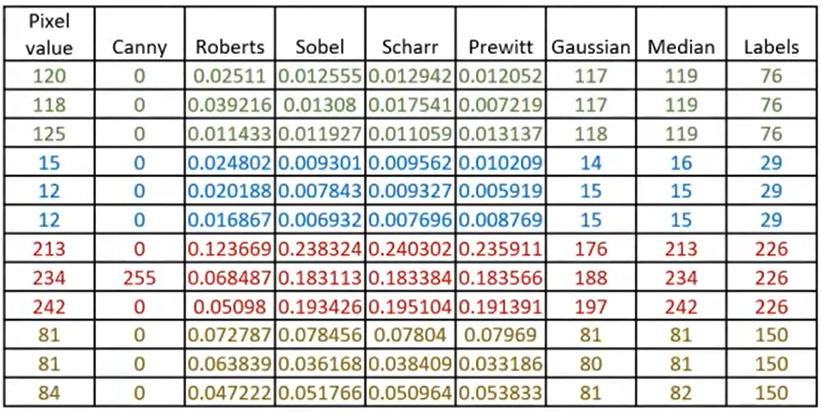 Pixel value Canny Roberts Sobel Scharr Prewitt Gaussian Median Labels
120 0 0.02511 0.012555 0.012942 0.012052 117 119 76
118 0 0.039216 0.01308 0.017541 0.007219 117 119 76
125 0 0.011433 0.011927 0.011059 0.013137 118 119 76
15 0 0.024802 0.009301 0.009562 0.010209 14 16 29
12 0 0.020188 0.007843 0.009327 0.005919 15 15 29
12 0 0.016867 0.006932 0.007696 0.008769 15 15 29
213 0 0.123669 0.238324 0.240302 0.235911 176 213 226
234 255 0.068487 0.183113 0.183384 0.183566 188 234 226
242 0 0.05098 0.193426 0.195104 0.191391 197 242 226
81 0 0.072787 0.078456 0.07804 0.07969 81 81 150
81 0 0.063839 0.036168 0.038409 0.033186 80 81 150
84 0 0.047222 0.051766 0.050964 0.053833 81 82 150